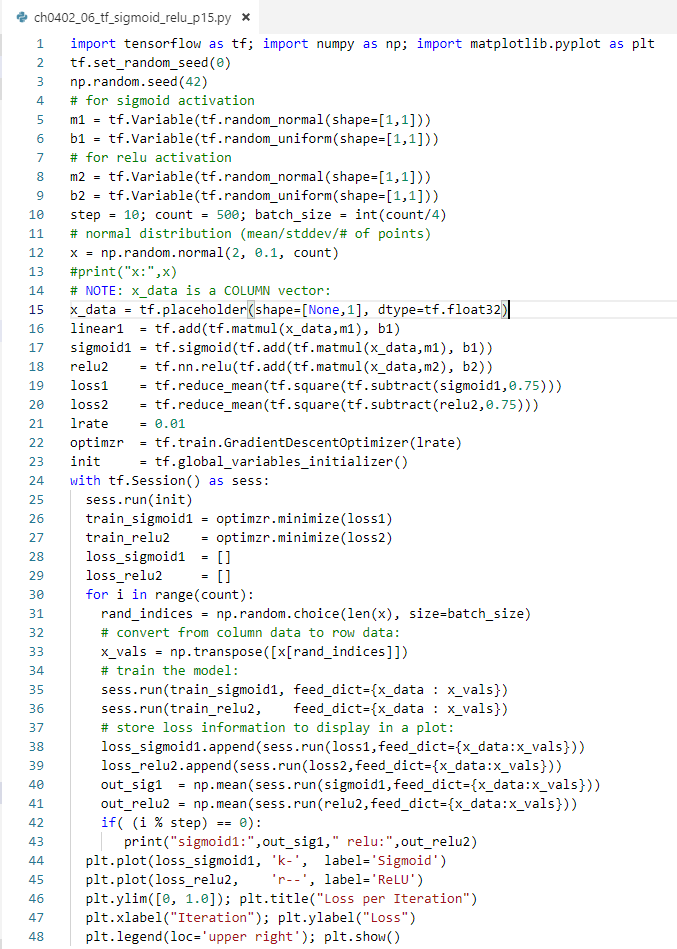 ch0402_06_tf_sigmoid_relu_p15.py ×
1 import tensorflow as tf; import numpy as np; import matplotlib.pyplot as plt
2 tf.set_random_seed(0)
3 np.random.seed(42)
4 # for sigmoid activation
5 m1 = tf.Variable(tf.random_normal(shape=[1,1]))
6 b1 = tf.Variable(tf.random_uniform(shape=[1,1]))
7 # for relu activation
8 m2 = tf.Variable(tf.random_normal(shape=[1,1]))
9 b2 = tf.Variable(tf.random_uniform(shape=[1,1]))
10 step = 10; count = 500; batch_size = int(count/4)
11 # normal distribution (mean/stddev/# of points)
12 x = np.random.normal(2, 0.1, count)
13 #print("x:",x)
14 # NOTE: x_data is a COLUMN vector:
15 x_data = tf.placeholder(shape=[None,1], dtype=tf.float32)
16 linear1  = tf.add(tf.matmul(x_data,m1), b1)
17 sigmoid1 = tf.sigmoid(tf.add(tf.matmul(x_data,m1), b1))
18 relu2    = tf.nn.relu(tf.add(tf.matmul(x_data,m2), b2))
19 loss1    = tf.reduce_mean(tf.square(tf.subtract(sigmoid1,0.75)))
20 loss2    = tf.reduce_mean(tf.square(tf.subtract(relu2,0.75)))
21 lrate    = 0.01
22 optimzr  = tf.train.GradientDescentOptimizer(lrate)
23 init     = tf.global_variables_initializer()
24 with tf.Session() as sess:
25   sess.run(init)
26   train_sigmoid1 = optimzr.minimize(loss1)
27   train_relu2    = optimzr.minimize(loss2)
28   loss_sigmoid1  = []
29   loss_relu2     = []
30   for i in range(count):
31     rand_indices = np.random.choice(len(x), size=batch_size)
32     # convert from column data to row data:
33     x_vals = np.transpose([x[rand_indices]])
34     # train the model:
35     sess.run(train_sigmoid1, feed_dict={x_data : x_vals})
36     sess.run(train_relu2,    feed_dict={x_data : x_vals})
37     # store loss information to display in a plot:
38     loss_sigmoid1.append(sess.run(loss1,feed_dict={x_data:x_vals}))
39     loss_relu2.append(sess.run(loss2,feed_dict={x_data:x_vals}))
40     out_sig1  = np.mean(sess.run(sigmoid1,feed_dict={x_data:x_vals}))
41     out_relu2 = np.mean(sess.run(relu2,feed_dict={x_data:x_vals}))
42     if( (i % step) == 0):
43        print("sigmoid1:",out_sig1," relu:",out_relu2)
44   plt.plot(loss_sigmoid1, 'k-',  label='Sigmoid')
45   plt.plot(loss_relu2,    'r--', label='ReLU')
46   plt.ylim([0, 1.0]); plt.title("Loss per Iteration")
47   plt.xlabel("Iteration"); plt.ylabel("Loss")
48   plt.legend(loc='upper right'); plt.show()